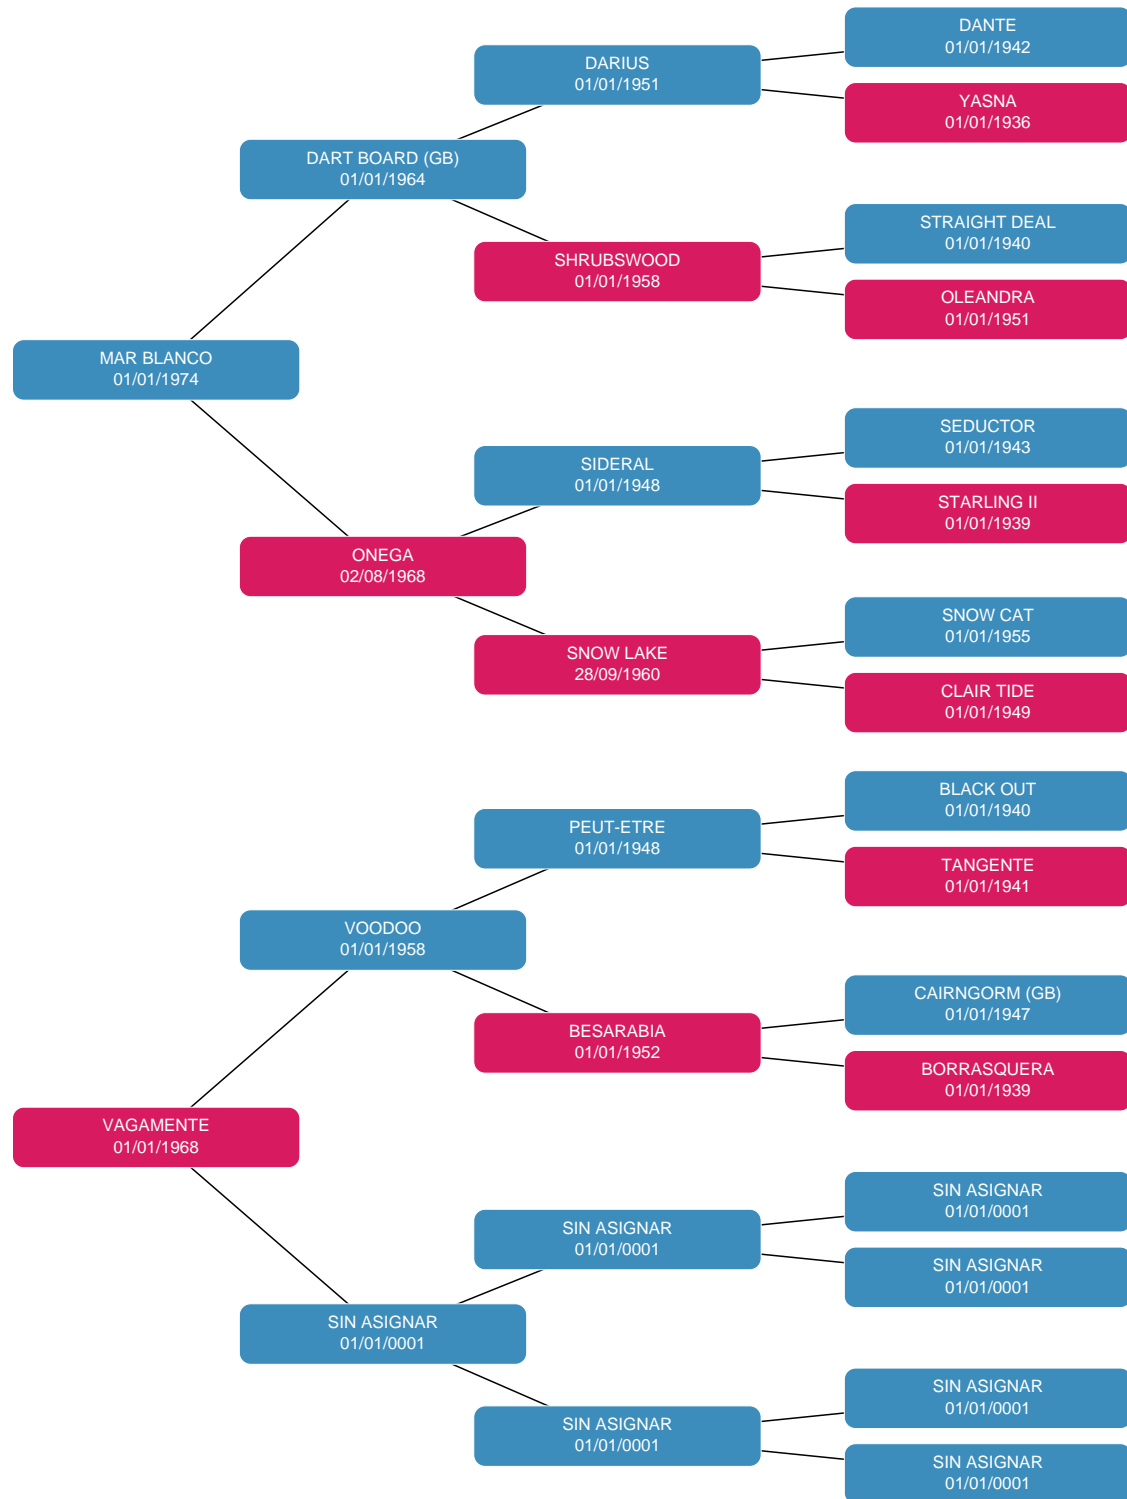 DANTE
01/01/1942
DARIUS
01/01/1951
YASNA
01/01/1936
DART BOARD (GB)
01/01/1964
STRAIGHT DEAL
01/01/1940
SHRUBSWOOD
01/01/1958
OLEANDRA
01/01/1951
MAR BLANCO
01/01/1974
SEDUCTOR
01/01/1943
SIDERAL
01/01/1948
STARLING II
01/01/1939
ONEGA
02/08/1968
SNOW CAT
01/01/1955
SNOW LAKE
28/09/1960
CLAIR TIDE
01/01/1949
BLACK OUT
01/01/1940
PEUT-ETRE
01/01/1948
TANGENTE
01/01/1941
VOODOO
01/01/1958
CAIRNGORM (GB)
01/01/1947
BESARABIA
01/01/1952
BORRASQUERA
01/01/1939
VAGAMENTE
01/01/1968
SIN ASIGNAR
01/01/0001
SIN ASIGNAR
01/01/0001
SIN ASIGNAR
01/01/0001
SIN ASIGNAR
01/01/0001
SIN ASIGNAR
01/01/0001
SIN ASIGNAR
01/01/0001
SIN ASIGNAR
01/01/0001